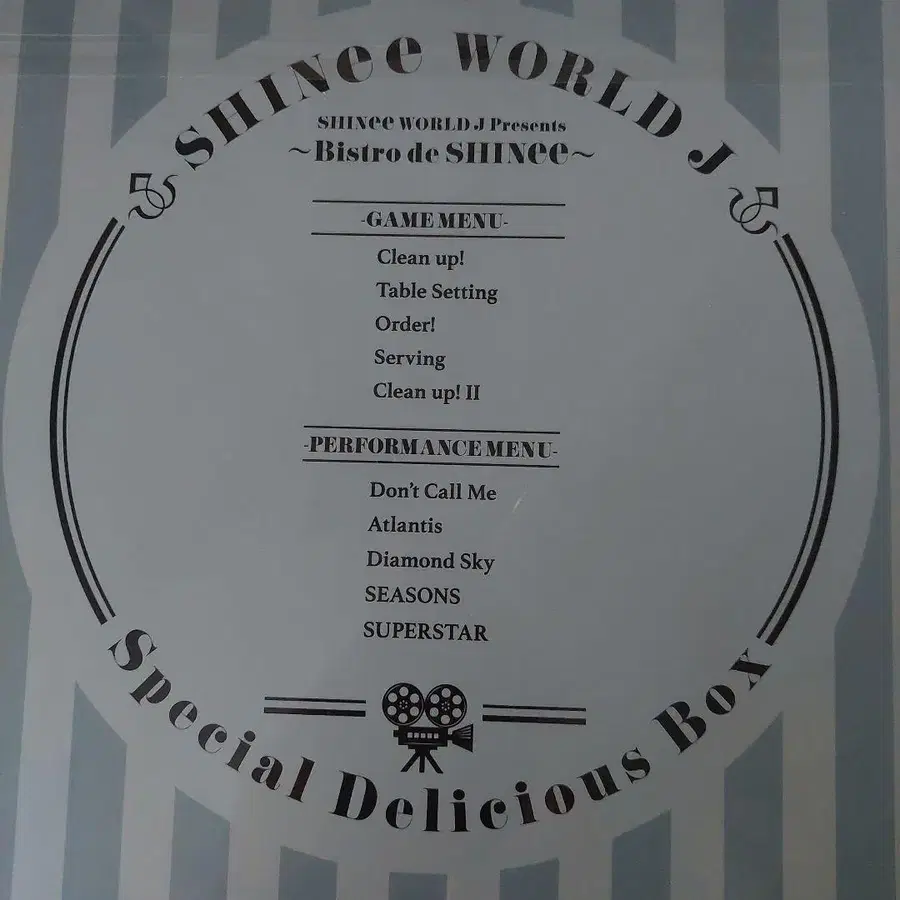 SHINee WORLD J
SHINee WORLD J Presents
~Bistro de SHINee~
-GAME MENU-
Clean up!
Table Setting
Order!
Serving
Clean up! II
-PERFORMANCE MENU-
Don't Call Me
Atlantis
Diamond Sky
SEASONS
SUPERSTAR
Special Delicious Box